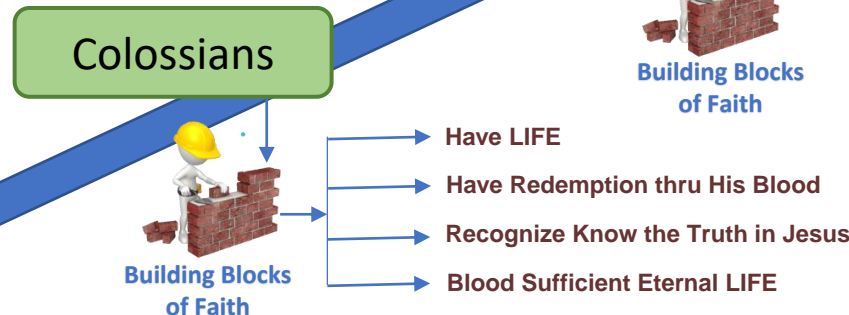 Colossians
Building Blocks
of Faith
Have LIFE
Have Redemption thru His Blood
Recognize Know the Truth in Jesus
Blood Sufficient Eternal LIFE
Building Blocks
of Faith